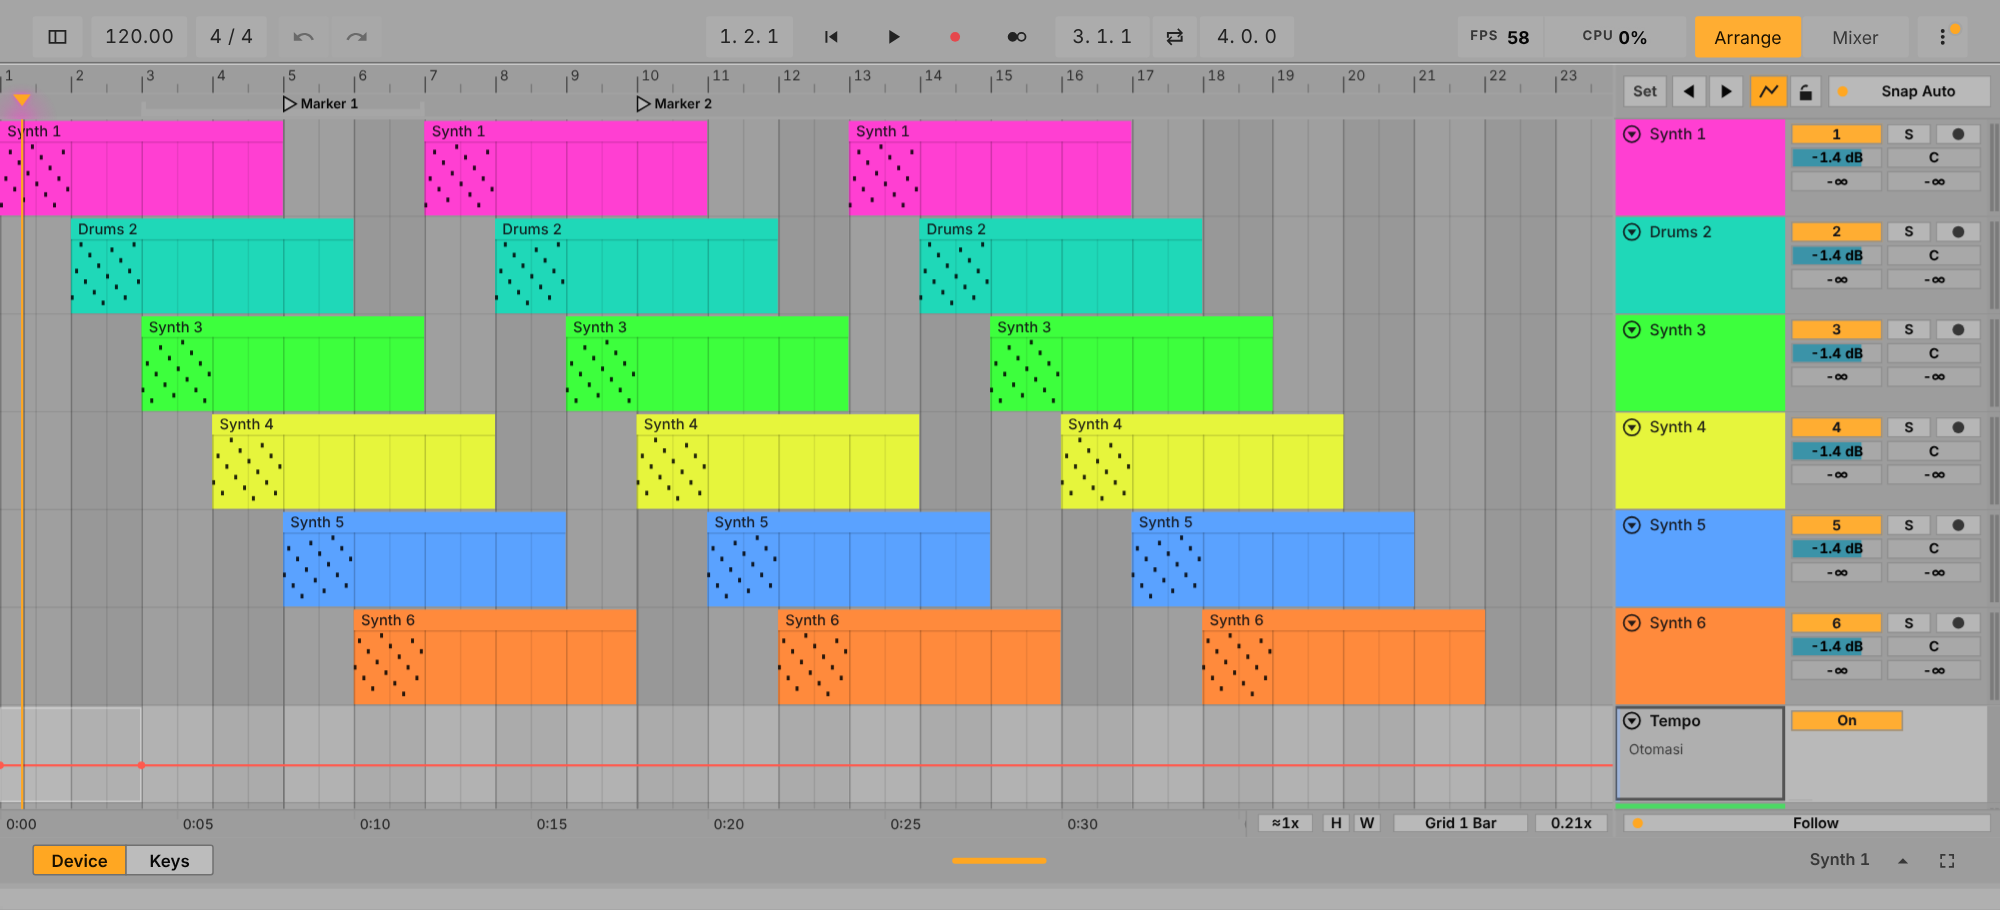 120.00 4 / 4 1. 2. 1 3. 1. 1 4. 0. 0 FPS 58 CPU 0% Arrange Mixer
1 2 3 4 5 6 7 8 9 10 11 12 13 14 15 16 17 18 19 20 21 22 23
Set Snap Auto
Marker 1 Marker 2
Synth 1 Synth 1 Synth 1 Synth 1 1 S
-1.4 dB C
-∞ -∞
Drums 2 Drums 2 Drums 2 Drums 2 2 S
-1.4 dB C
-∞ -∞
Synth 3 Synth 3 Synth 3 Synth 3 3 S
-1.4 dB C
-∞ -∞
Synth 4 Synth 4 Synth 4 Synth 4 4 S
-1.4 dB C
-∞ -∞
Synth 5 Synth 5 Synth 5 Synth 5 5 S
-1.4 dB C
-∞ -∞
Synth 6 Synth 6 Synth 6 Synth 6 6 S
-1.4 dB C
-∞ -∞
Tempo On
Otomasi
0:00 0:05 0:10 0:15 0:20 0:25 0:30 ≈1x H W Grid 1 Bar 0.21x Follow
Device Keys Synth 1